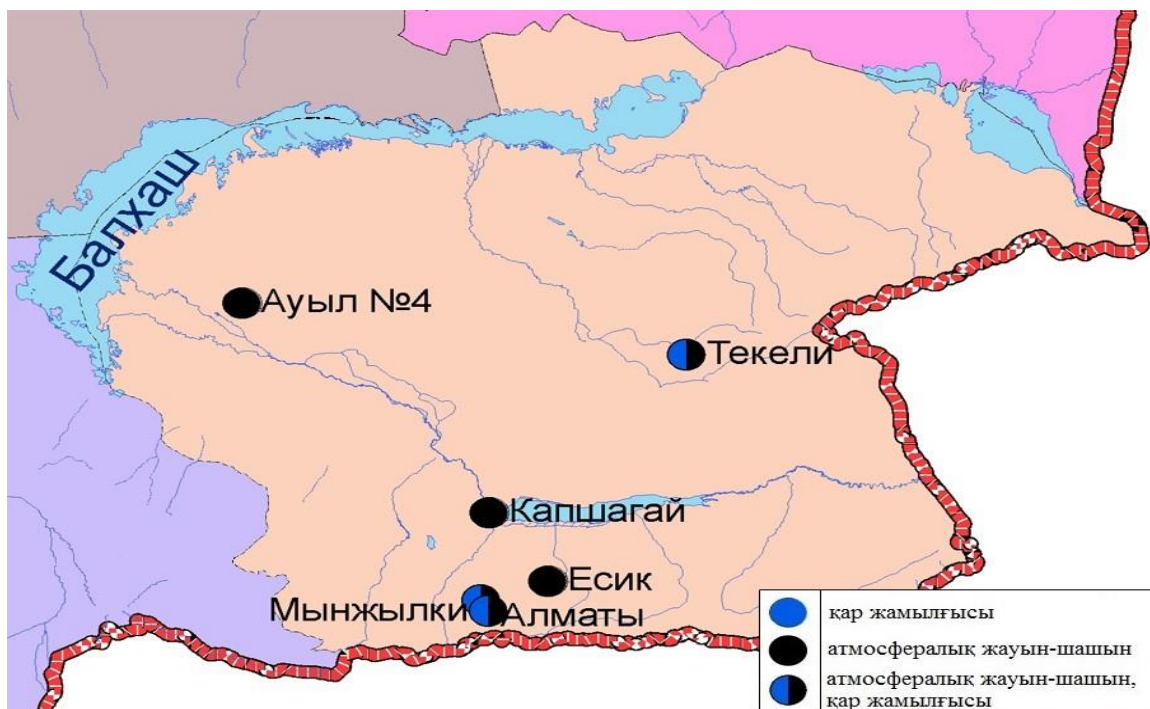 Балхаш
Ауыл №4
Текели
Капшагай
Есик
Мынжылки
Алматы
қар жамылғысы
атмосфералық жауын-шашын
атмосфералық жауын-шашын,
қар жамылғысы